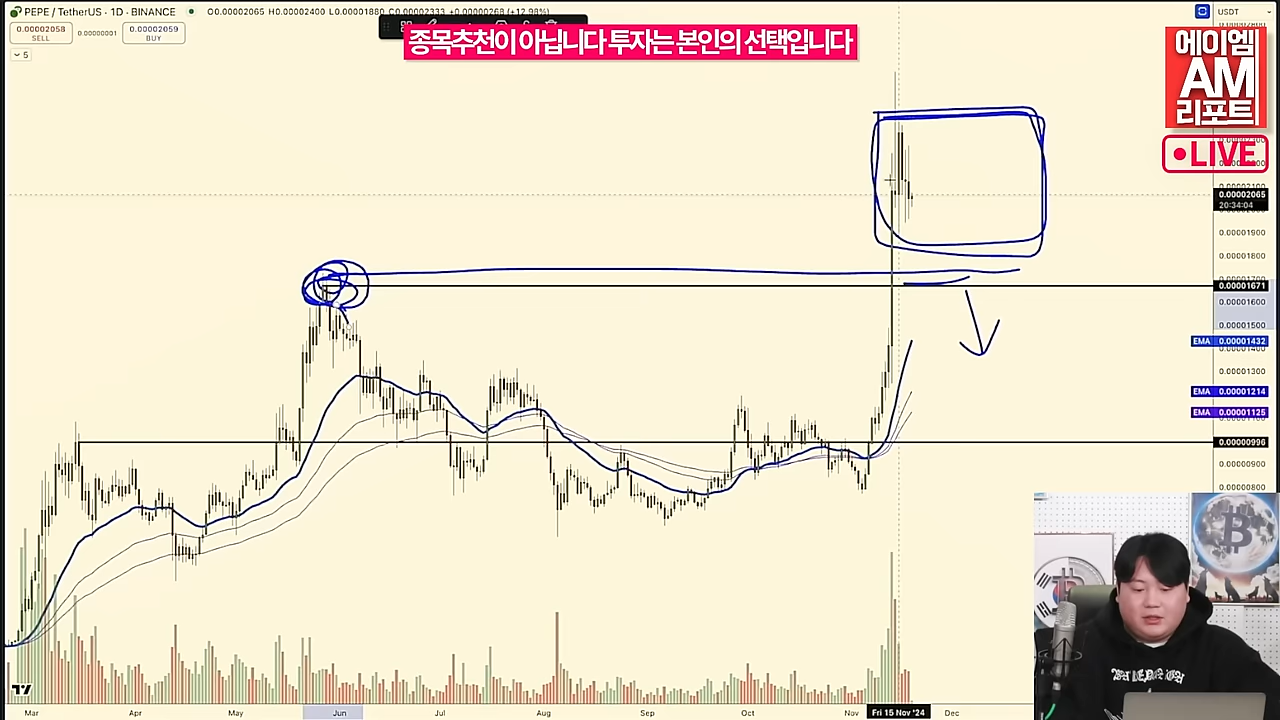 PEPE / TetherUS · 1D · BINANCE
O0.00002065 H0.00002400 L0.00001880 C0.00002333 +0.00000268 (+12.98%)
USDT
0.00002058
SELL
0.00000001
0.00002059
BUY
5
종목추천이 아닙니다 투자는 본인의 선택입니다
에이엠
AM
리포트
LIVE
0.00002065
20:34:04
0.00001900
0.00001800
0.00001671
0.00001600
0.00001500
EMA 0.00001432
0.00001300
EMA 0.00001214
EMA 0.00001125
0.00000996
0.00000900
0.00000800
Mar Apr May Jun Jul Aug Sep Oct Nov Fri 15 Nov '24 Dec